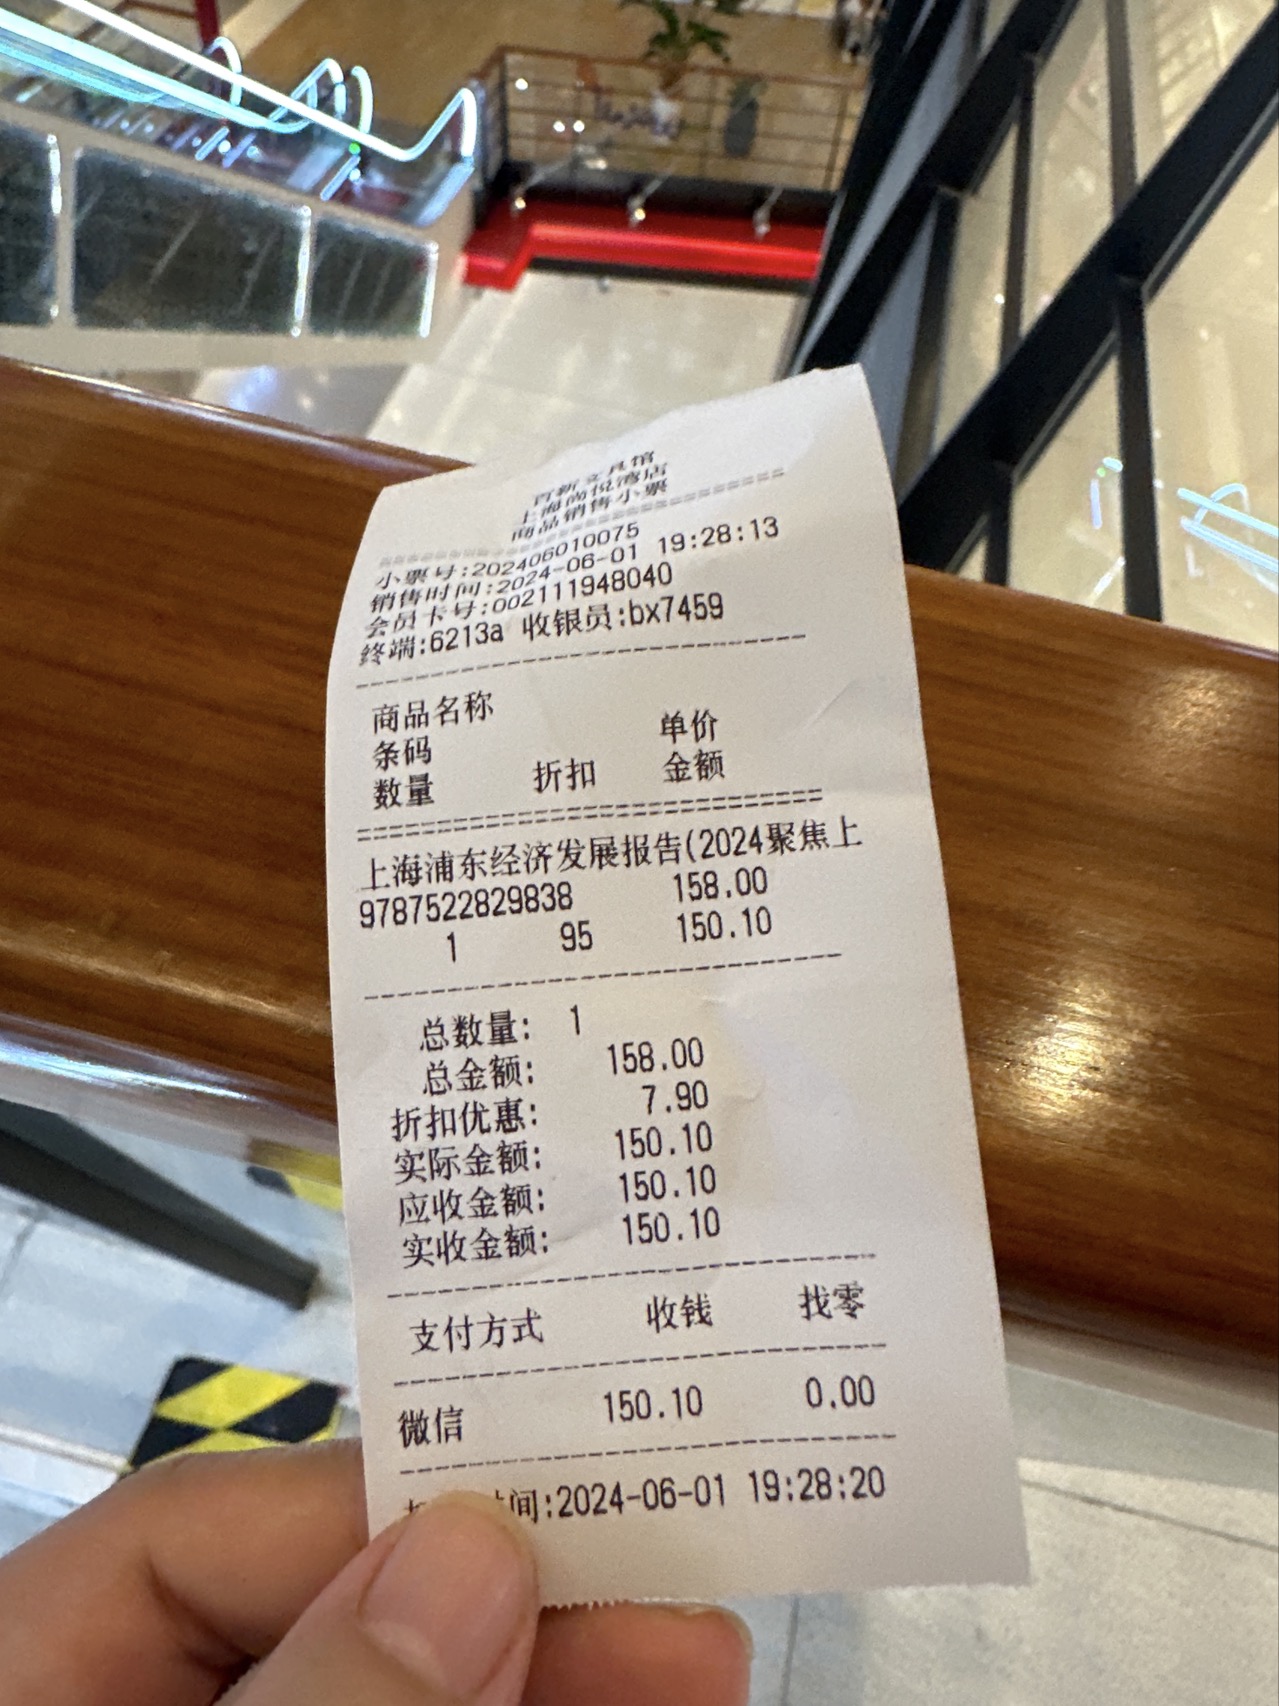 百新文具馆
上海尚悦湾店
商品销售小票
小票号:202406010075
销售时间:2024-06-01 19:28:13
会员卡号:002111948040
终端:6213a 收银员:bx7459
商品名称
条码 单价
数量 折扣 金额
上海浦东经济发展报告(2024聚焦上
9787522829838 158.00
1 95 150.10
总数量: 1
总金额: 158.00
折扣优惠: 7.90
实际金额: 150.10
应收金额: 150.10
实收金额: 150.10
支付方式 收钱 找零
微信 150.10 0.00
间:2024-06-01 19:28:20